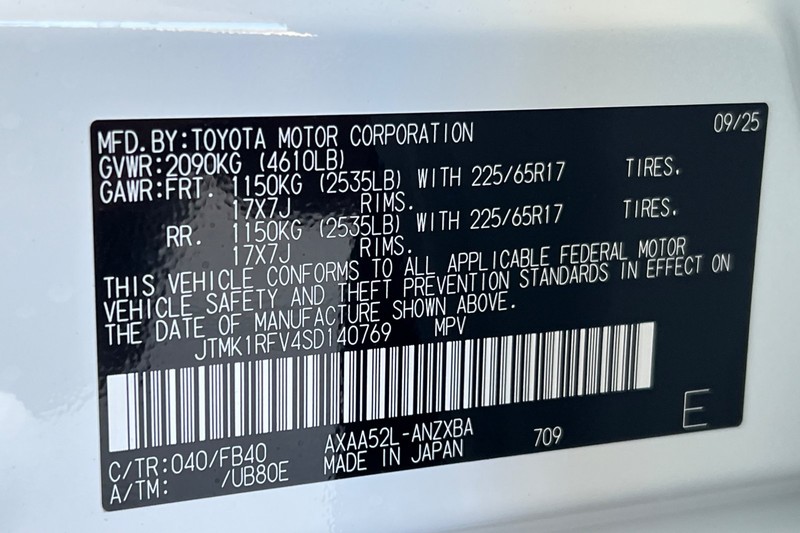 09/25
MFD.BY:TOYOTA MOTOR CORPORATION
GVWR:2090KG (4610LB)
GAWR:FRT. 1150KG (2535LB) WITH 225/65R17 TIRES.
17X7J RIMS.
RR. 1150KG (2535LB) WITH 225/65R17 TIRES.
17X7J RIMS.
THIS VEHICLE CONFORMS TO ALL APPLICABLE FEDERAL MOTOR
VEHICLE SAFETY AND THEFT PREVENTION STANDARDS IN EFFECT ON
THE DATE OF MANUFACTURE SHOWN ABOVE.
JTMK1RFV4SD140769 MPV
E
C/TR:040/FB40 AXAA52L-ANZXBA 709
A/TM: /UB80E MADE IN JAPAN